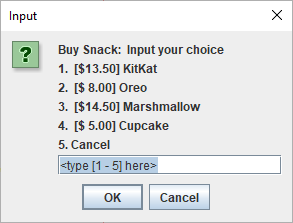 Input
Buy Snack: Input your choice
1. [$13.50] KitKat
2. [$ 8.00] Oreo
3. [$14.50] Marshmallow
4. [$ 5.00] Cupcake
5. Cancel
<type [1 - 5] here>
OK Cancel